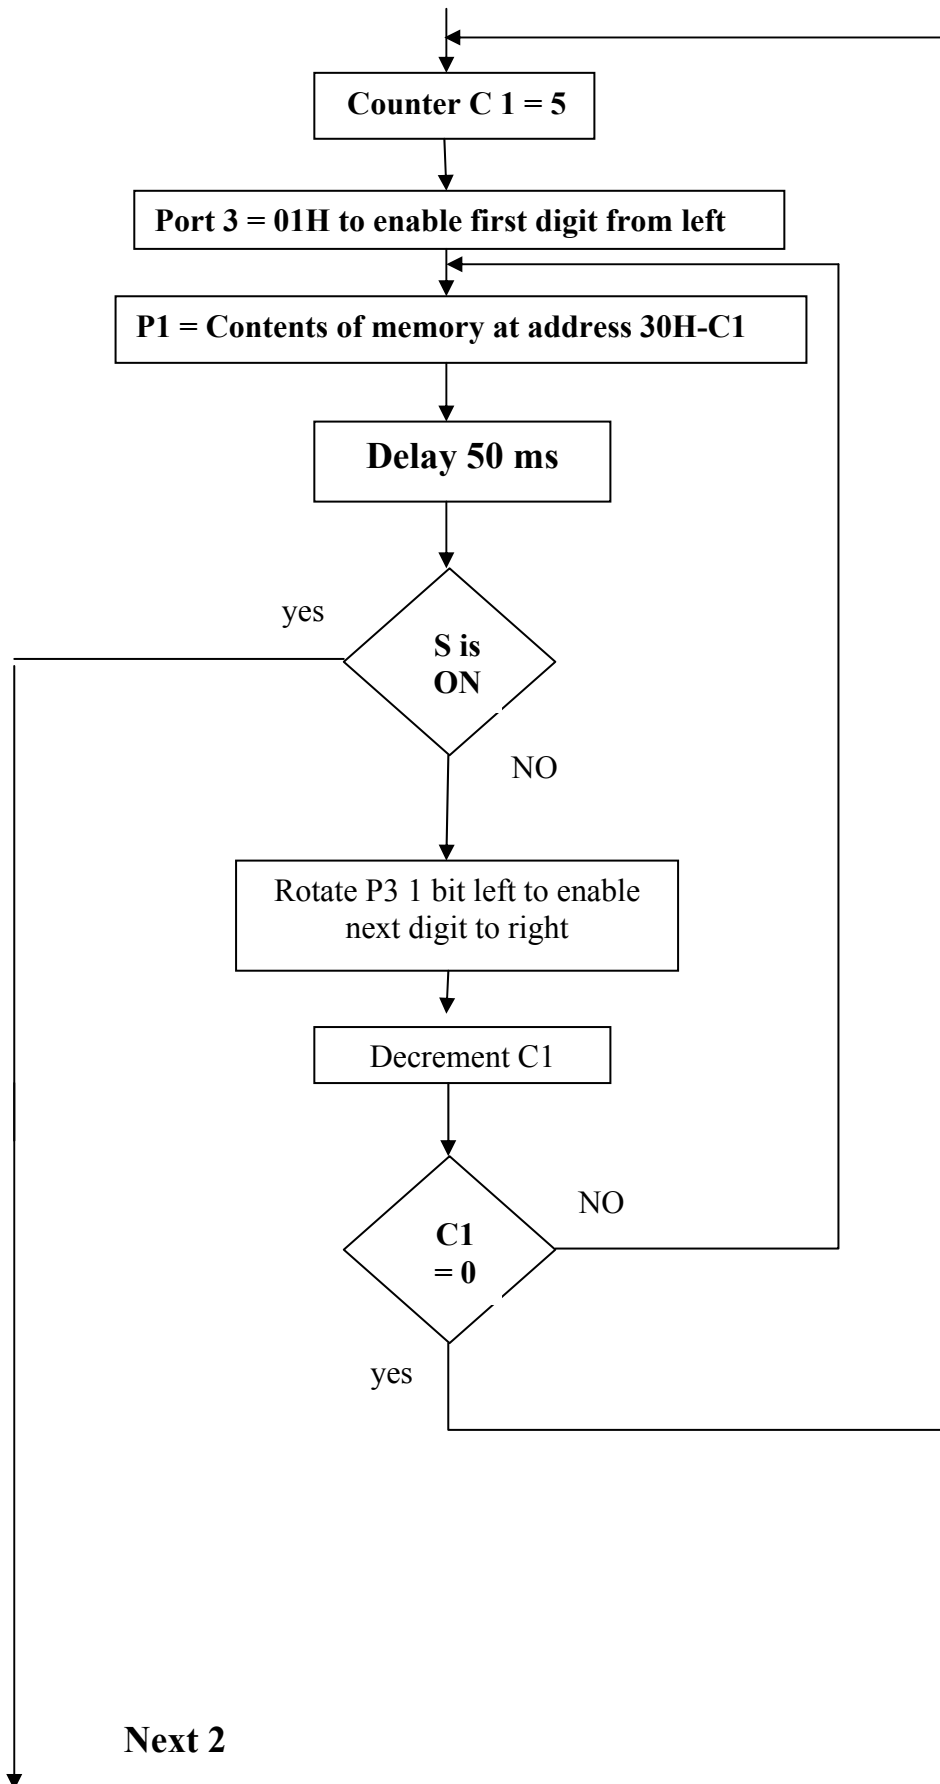 Counter C 1 = 5
Port 3 = 01H to enable first digit from left
P1 = Contents of memory at address 30H-C1
Delay 50 ms
yes
S is
ON
NO
Rotate P3 1 bit left to enable
next digit to right
Decrement C1
NO
C1
= 0
yes
Next 2